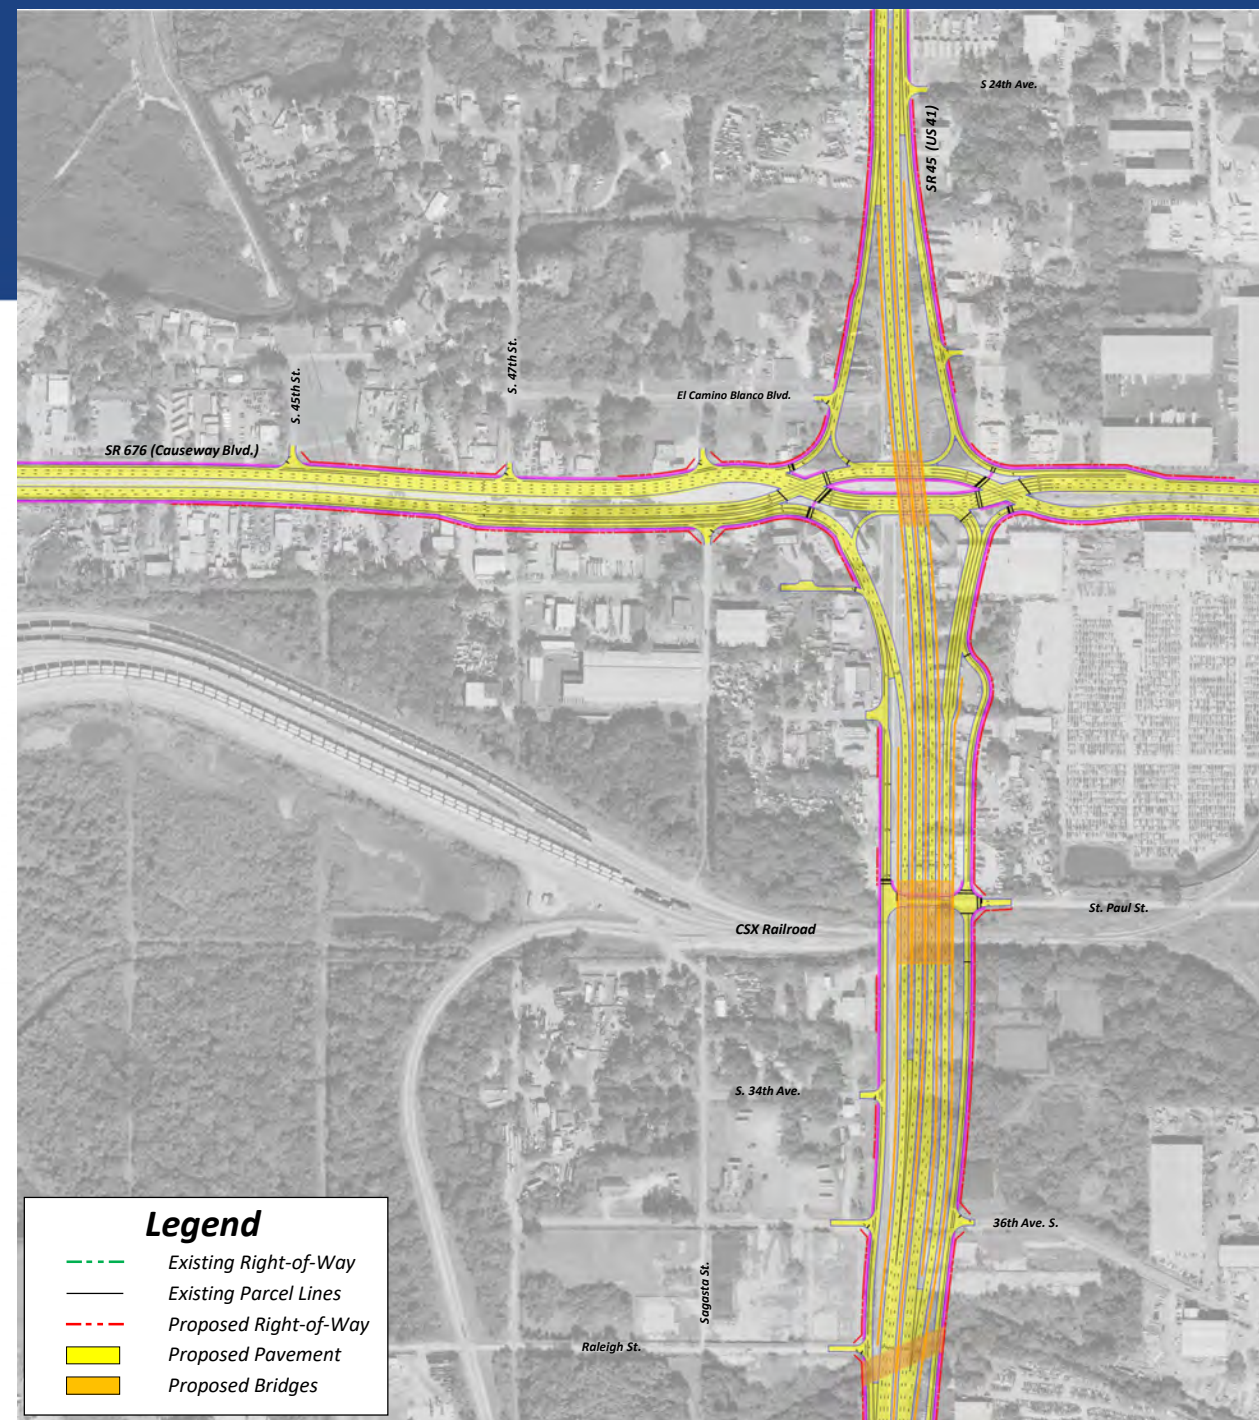 S 24th Ave.
SR 45 (US 41)
S. 47th St.
S. 45th St.
El Camino Blanco Blvd.
SR 676 (Causeway Blvd.)
St. Paul St.
CSX Railroad
S. 34th Ave.
36th Ave. S.
Sagasta St.
Raleigh St.
Legend
Existing Right-of-Way
Existing Parcel Lines
Proposed Right-of-Way
Proposed Pavement
Proposed Bridges